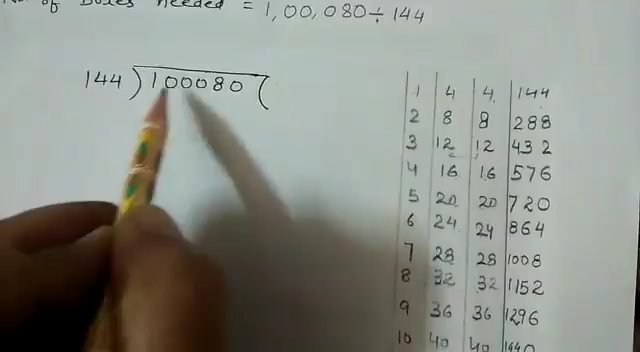 of Boxes needed = 1,00,080 ÷ 144
144 ) 100080 (
1 4 4 144
2 8 8 288
3 12 12 432
4 16 16 576
5 20 20 720
6 24 24 864
7 28 28 1008
8 32 32 1152
9 36 36 1296
10 40 40 1440